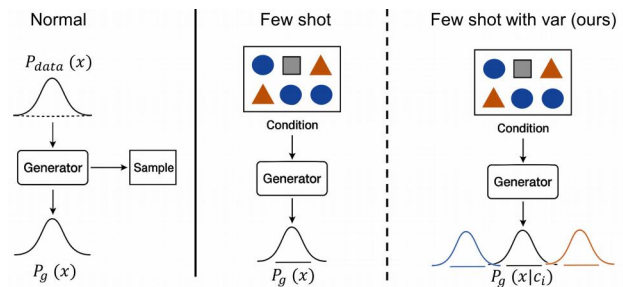 Normal
P_data (x)
Generator
Sample
P_g (x)
Few shot
Condition
Generator
P_g (x)
Few shot with var (ours)
Condition
Generator
P_g (x|c_i)